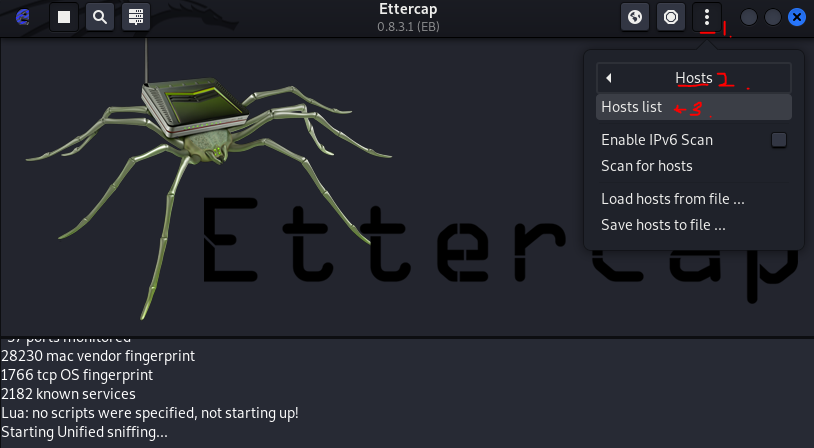 Ettercap
0.8.3.1 (EB)
1.
Hosts 2.
Hosts list ← 3.
Enable IPv6 Scan
Scan for hosts
Load hosts from file ...
Save hosts to file ...
Ettercap
57 ports monitored
28230 mac vendor fingerprint
1766 tcp OS fingerprint
2182 known services
Lua: no scripts were specified, not starting up!
Starting Unified sniffing...